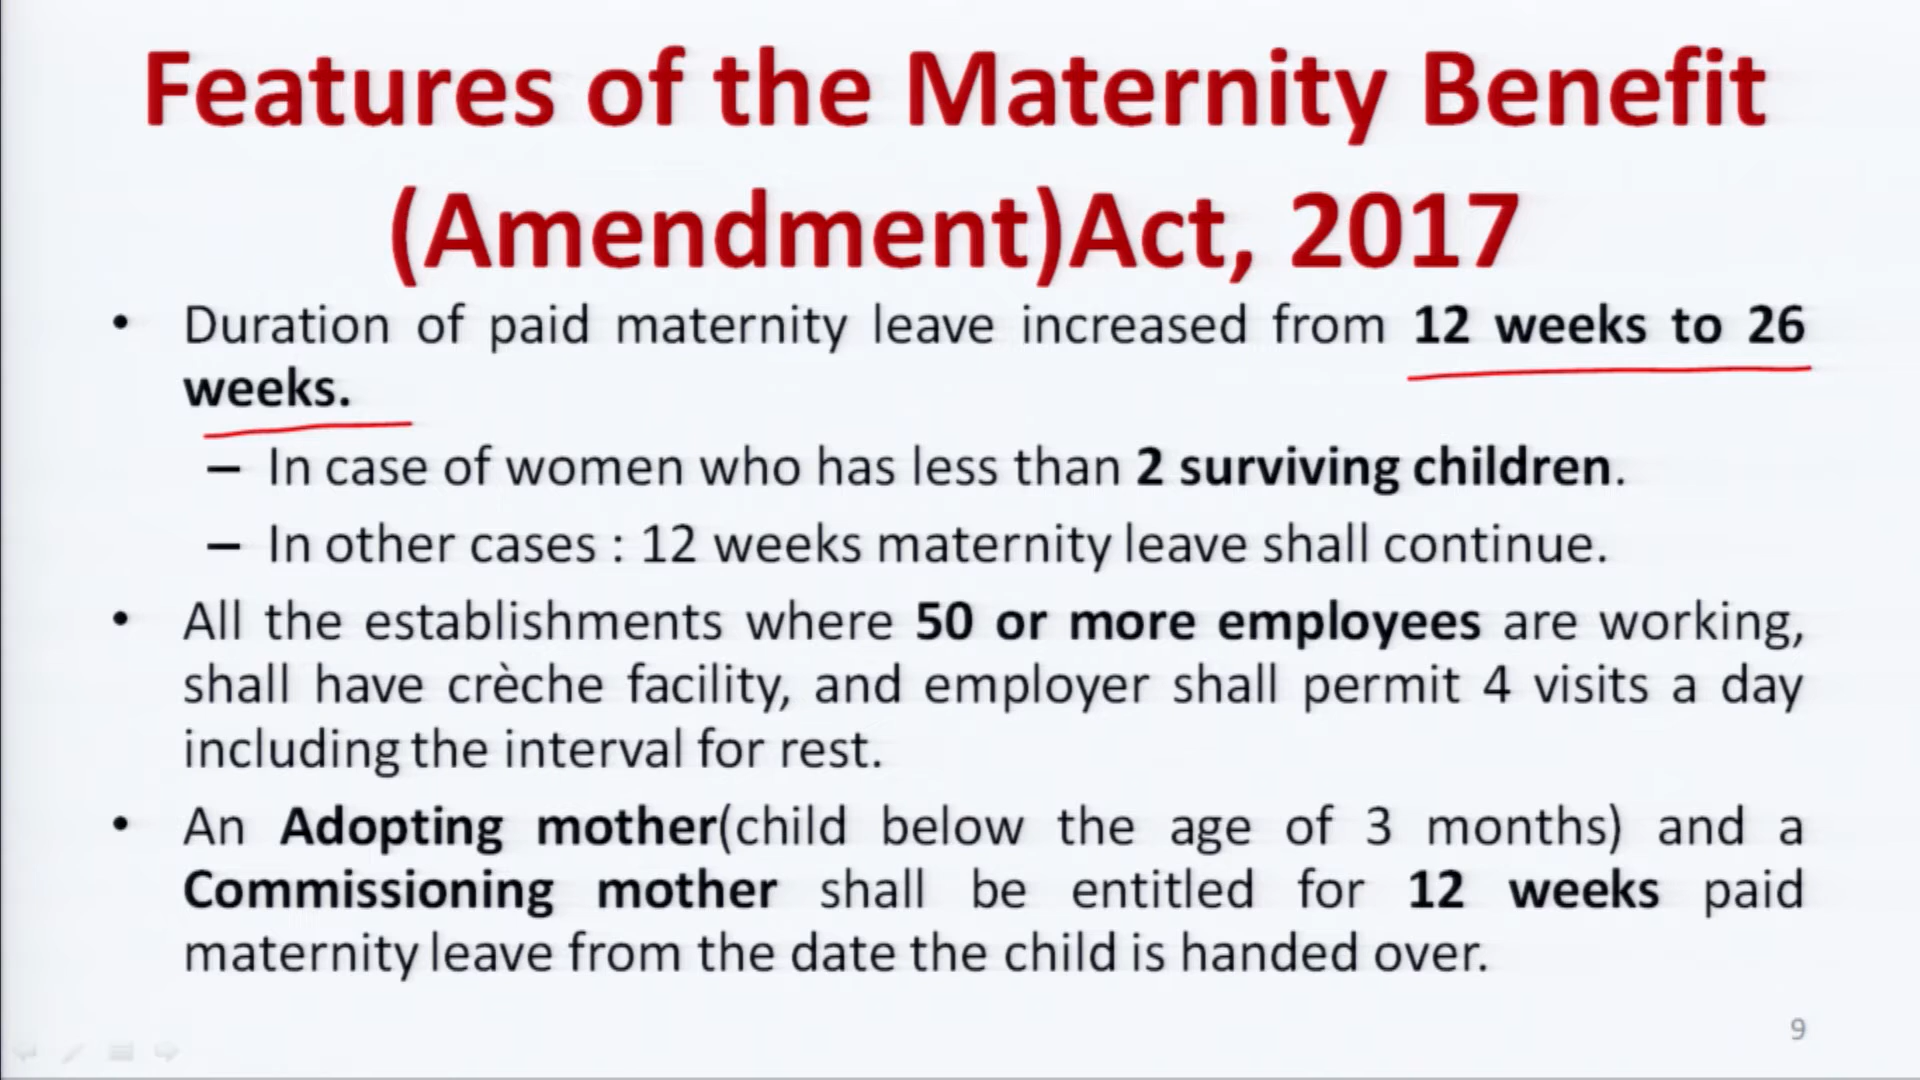 Features of the Maternity Benefit
(Amendment)Act, 2017
• Duration of paid maternity leave increased from 12 weeks to 26
weeks.
– In case of women who has less than 2 surviving children.
– In other cases : 12 weeks maternity leave shall continue.
• All the establishments where 50 or more employees are working,
shall have crèche facility, and employer shall permit 4 visits a day
including the interval for rest.
• An Adopting mother(child below the age of 3 months) and a
Commissioning mother shall be entitled for 12 weeks paid
maternity leave from the date the child is handed over.
9